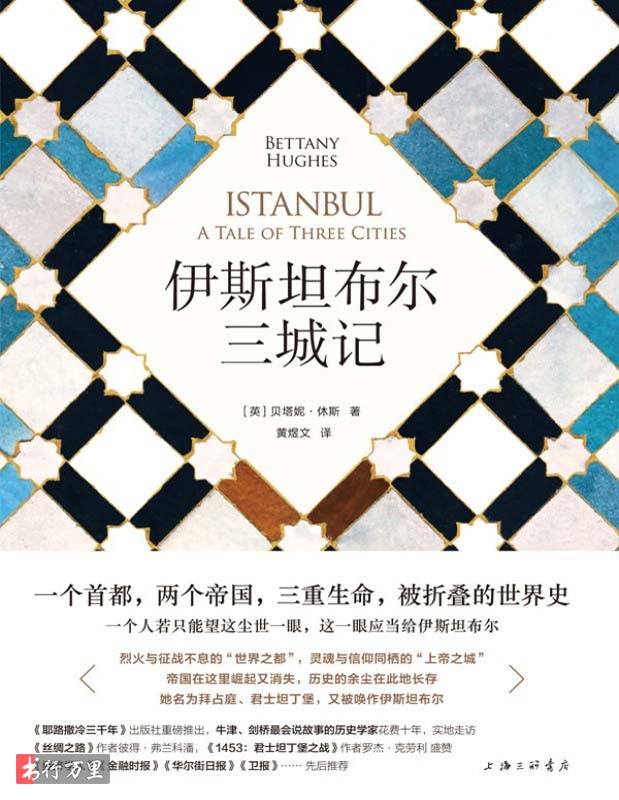 BETTANY
HUGHES
ISTANBUL
A TALE OF THREE CITIES
伊斯坦布尔
三城记
[英] 贝塔妮·休斯 著
黄煜文 译
一个首都，两个帝国，三重生命，被折叠的世界史
一个人若只能望这尘世一眼，这一眼应当给伊斯坦布尔
烈火与征战不息的“世界之都”，灵魂与信仰同栖的“上帝之城”
帝国在这里崛起又消失，历史的余尘在此地长存
她名为拜占庭、君士坦丁堡，又被唤作伊斯坦布尔
《耶路撒冷三千年》出版社重磅推出，牛津、剑桥最会说故事的历史学家花费十年，实地走访
《丝绸之路》作者彼得·弗兰科潘，《1453：君士坦丁堡之战》作者罗杰·克劳利 盛赞
《金融时报》《华尔街日报》《卫报》……先后推荐
书行万里
上海三联书店